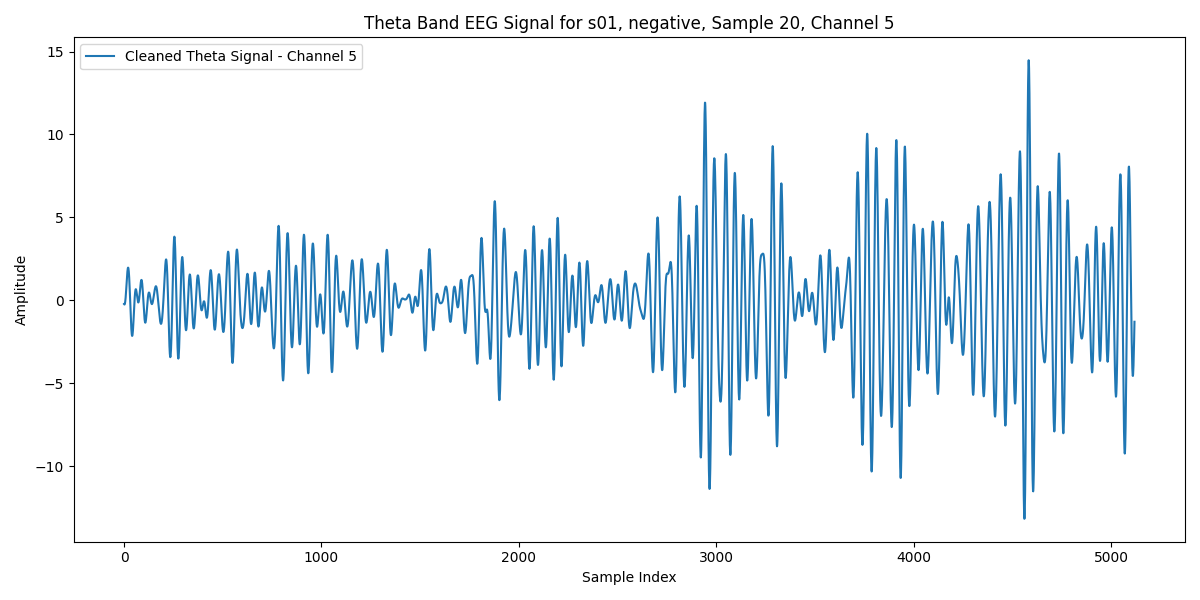 Theta Band EEG Signal for s01, negative, Sample 20, Channel 5
Cleaned Theta Signal - Channel 5
15
10
5
0
−5
−10
Amplitude
0 1000 2000 3000 4000 5000
Sample Index